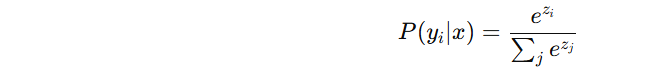 P(y_i|x) = \frac{e^{z_i}}{\sum_j e^{z_j}}